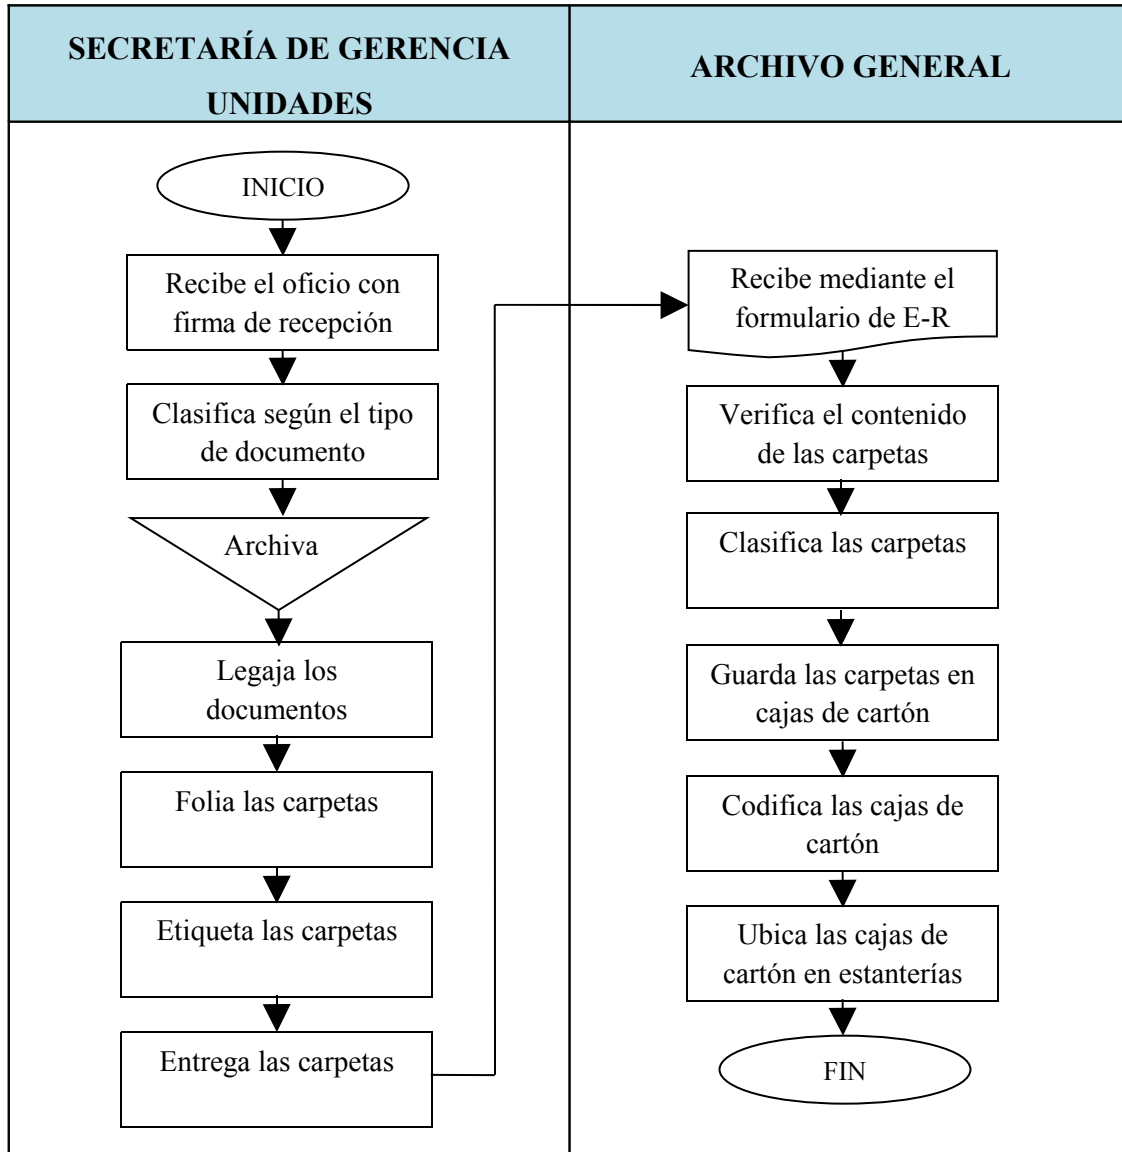 SECRETARÍA DE GERENCIA
UNIDADES
ARCHIVO GENERAL
INICIO
Recibe el oficio con
firma de recepción
Clasifica según el tipo
de documento
Archiva
Legaja los
documentos
Folia las carpetas
Etiqueta las carpetas
Entrega las carpetas
Recibe mediante el
formulario de E-R
Verifica el contenido
de las carpetas
Clasifica las carpetas
Guarda las carpetas en
cajas de cartón
Codifica las cajas de
cartón
Ubica las cajas de
cartón en estanterías
FIN